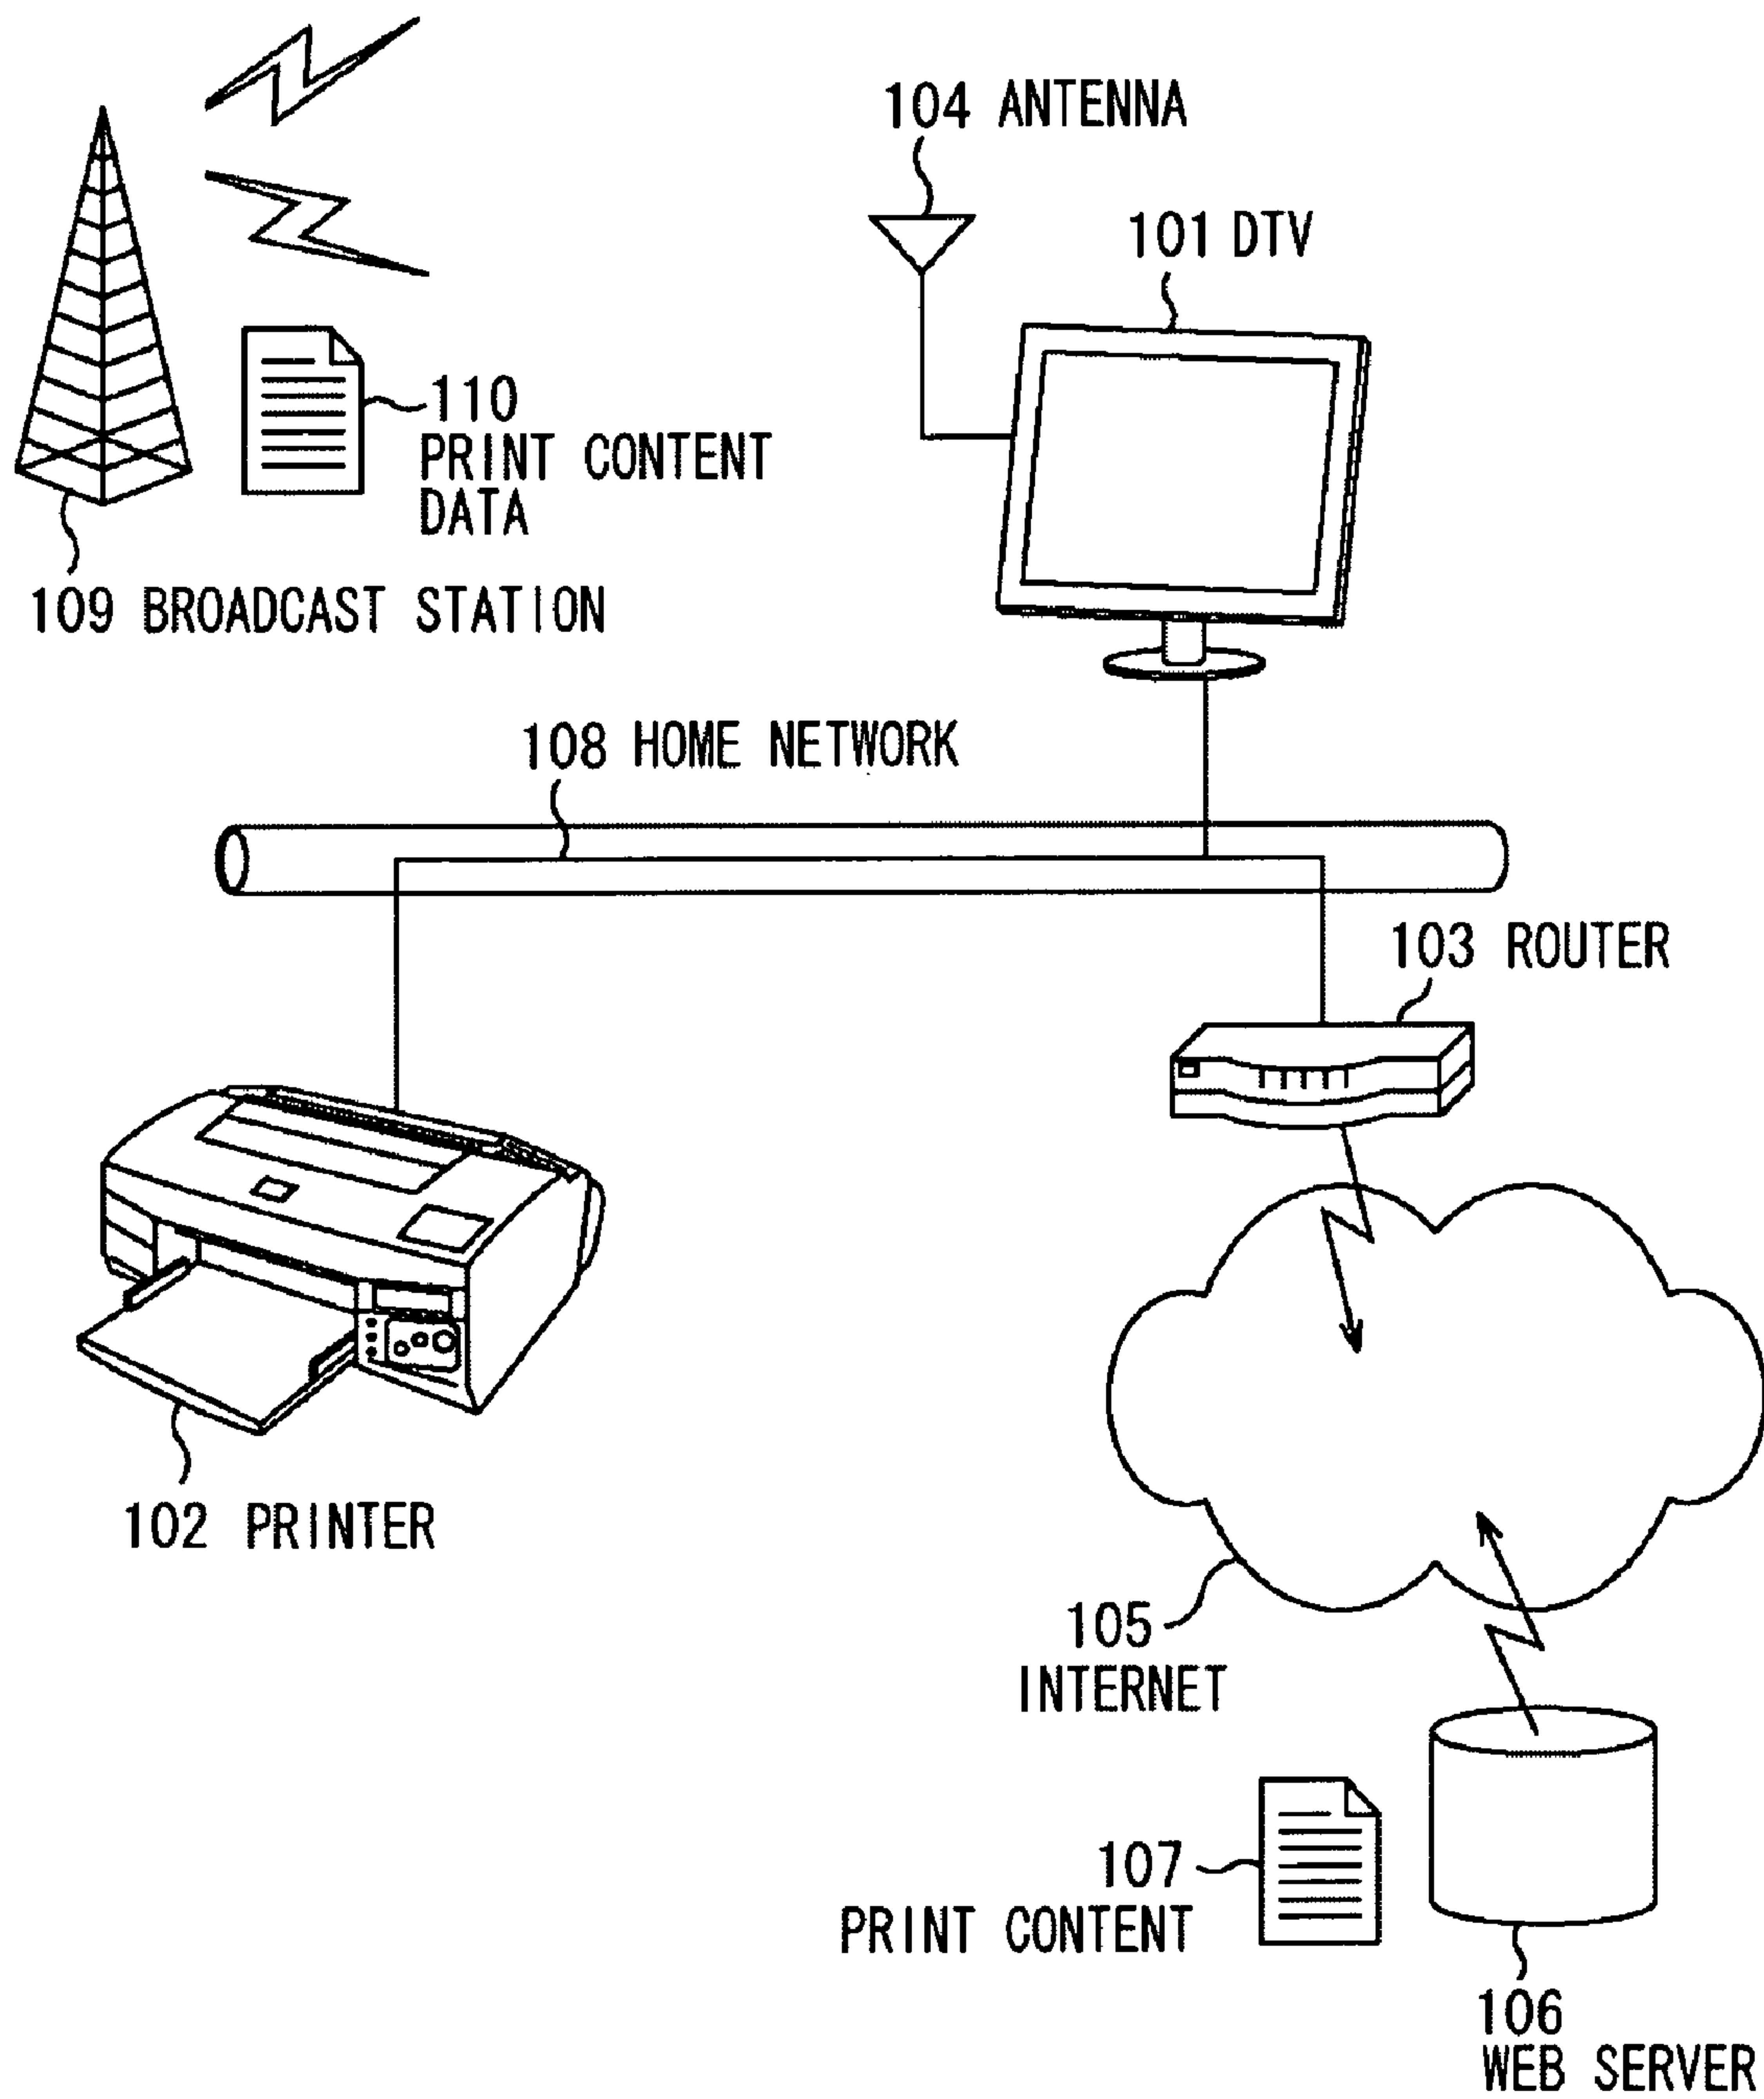 104 ANTENNA
101 DTV
110
PRINT CONTENT
DATA
109 BROADCAST STATION
108 HOME NETWORK
103 ROUTER
102 PRINTER
105
INTERNET
107
PRINT CONTENT
106
WEB SERVER